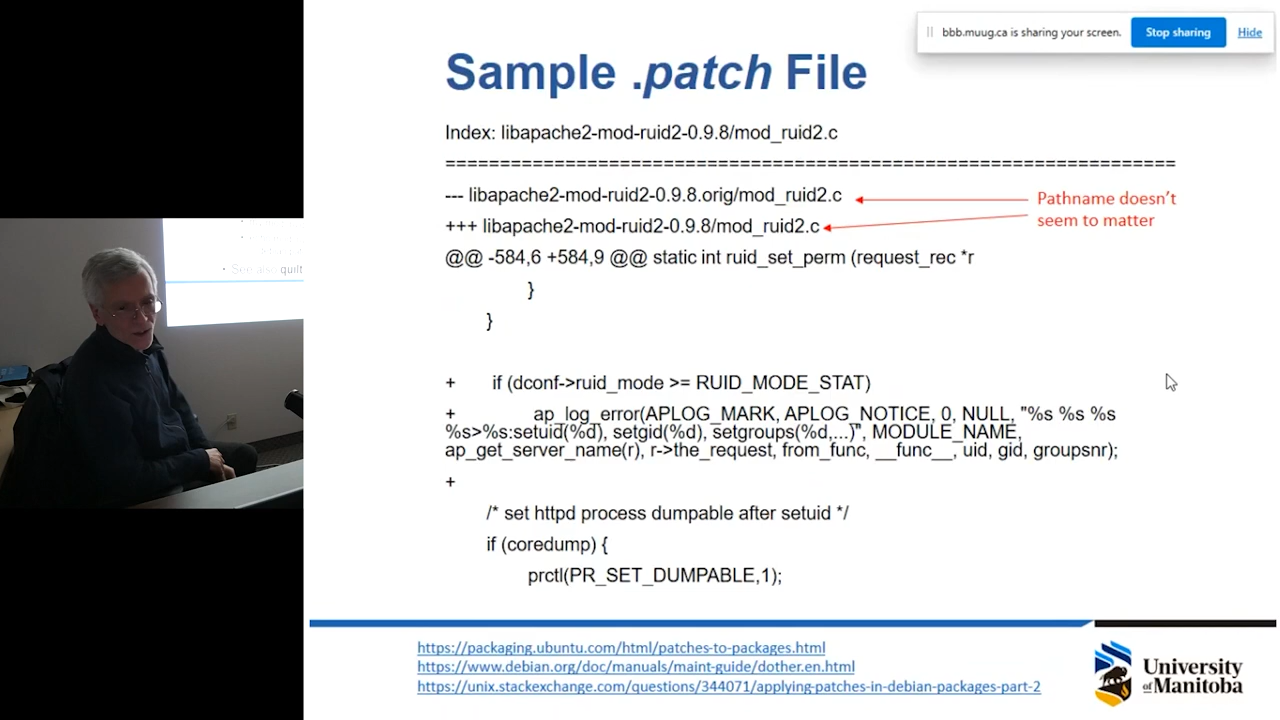 bbb.muug.ca is sharing your screen.
Stop sharing
Hide
Sample .patch File
Index: libapache2-mod-ruid2-0.9.8/mod_ruid2.c
===================================================================
--- libapache2-mod-ruid2-0.9.8.orig/mod_ruid2.c
+++ libapache2-mod-ruid2-0.9.8/mod_ruid2.c
Pathname doesn't
seem to matter
@@ -584,6 +584,9 @@ static int ruid_set_perm (request_rec *r
}
}
+ if (dconf->ruid_mode >= RUID_MODE_STAT)
+ ap_log_error(APLOG_MARK, APLOG_NOTICE, 0, NULL, "%s %s %s
%s>%s:setuid(%d), setgid(%d), setgroups(%d,...)", MODULE_NAME,
ap_get_server_name(r), r->the_request, from_func, __func__, uid, gid, groupsnr);
+
/* set httpd process dumpable after setuid */
if (coredump) {
prctl(PR_SET_DUMPABLE,1);
See also quilt
https://packaging.ubuntu.com/html/patches-to-packages.html
https://www.debian.org/doc/manuals/maint-guide/dother.en.html
https://unix.stackexchange.com/questions/344071/applying-patches-in-debian-packages-part-2
University
of Manitoba